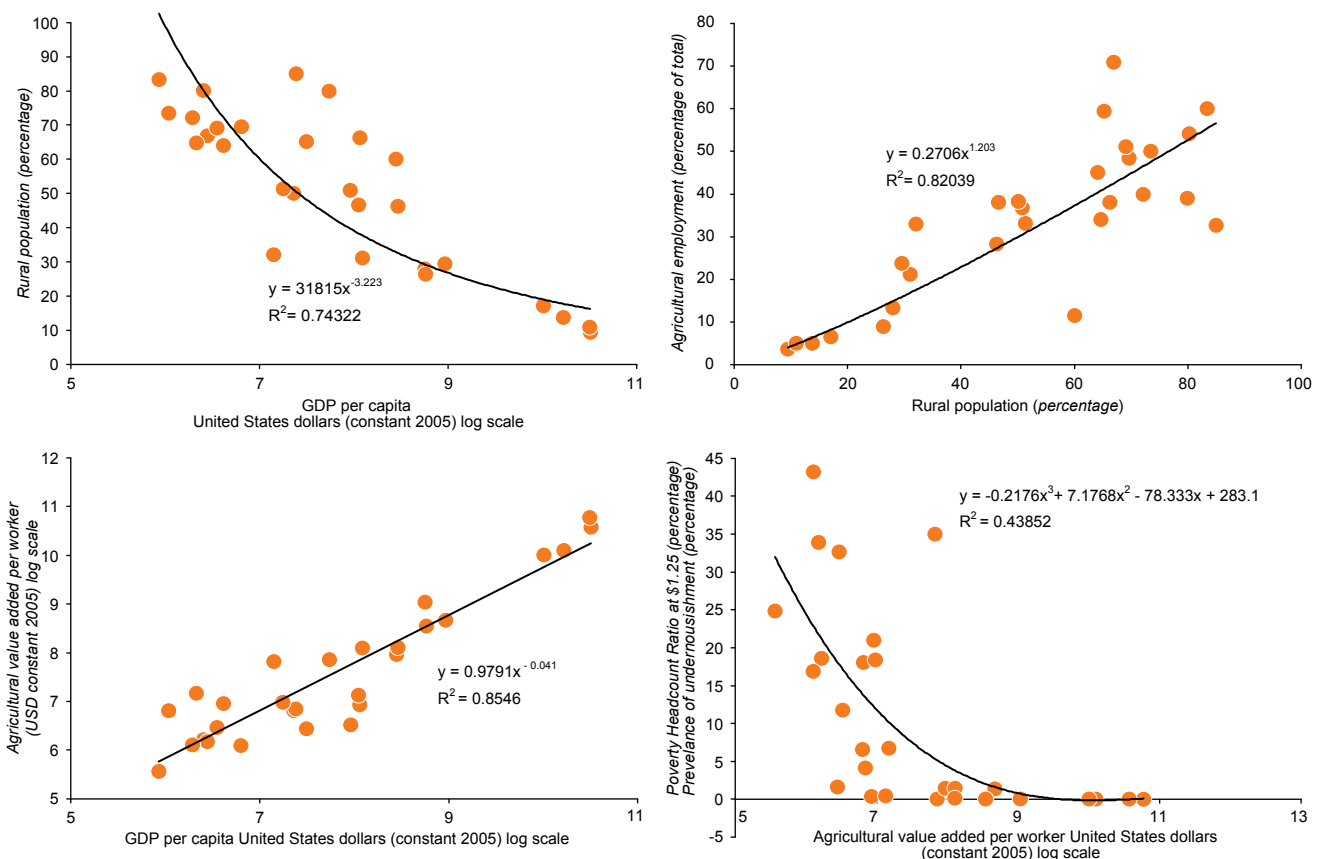 Rural population (percentage)
100
90
80
70
60
50
40
30
20
10
0
y = 31815x^-3.223
R² = 0.74322
5
7
9
11
GDP per capita
United States dollars (constant 2005) log scale
Agricultural employment (percentage of total)
80
70
60
50
40
30
20
10
0
y = 0.2706x^1.203
R² = 0.82039
0
20
40
60
80
100
Rural population (percentage)
Agricultural value added per worker
(USD constant 2005) log scale
12
11
10
9
8
7
6
5
y = 0.9791x^- 0.041
R² = 0.8546
5
7
9
11
GDP per capita United States dollars (constant 2005) log scale
Poverty Headcount Ratio at $1.25 (percentage)
Prevelance of undernousishment (percentage)
45
40
35
30
25
20
15
10
5
0
-5
y = -0.2176x³+ 7.1768x² - 78.333x + 283.1
R² = 0.43852
5
7
9
11
13
Agricultural value added per worker United States dollars
(constant 2005) log scale